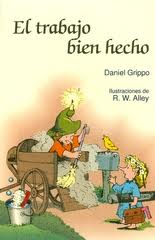 El trabajo
bien hecho
Daniel Grippo
Ilustraciones de
R. W. Alley